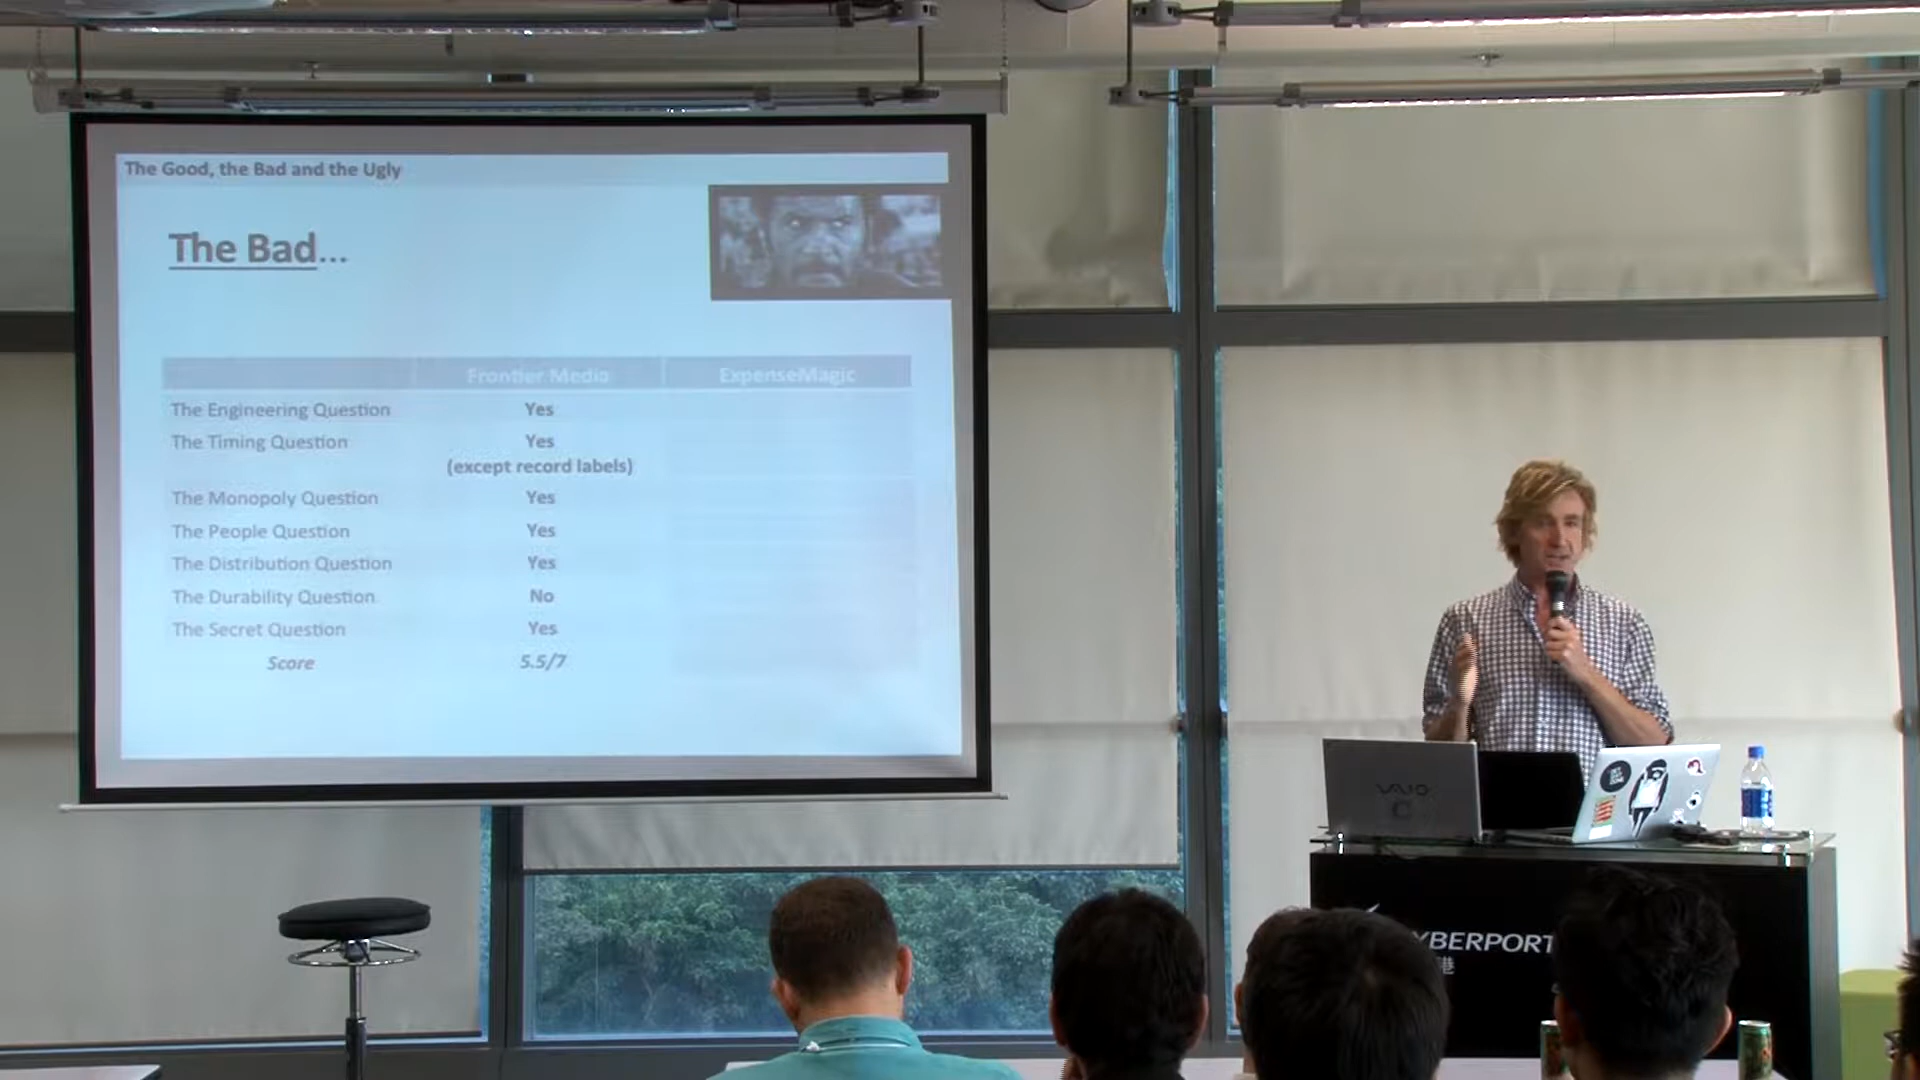 The Good, the Bad and the Ugly
The Bad...
Frontier Media ExpenseMagic
The Engineering Question Yes
The Timing Question Yes
(except record labels)
The Monopoly Question Yes
The People Question Yes
The Distribution Question Yes
The Durability Question No
The Secret Question Yes
Score 5.5/7
VAIO
YBERPORT
港